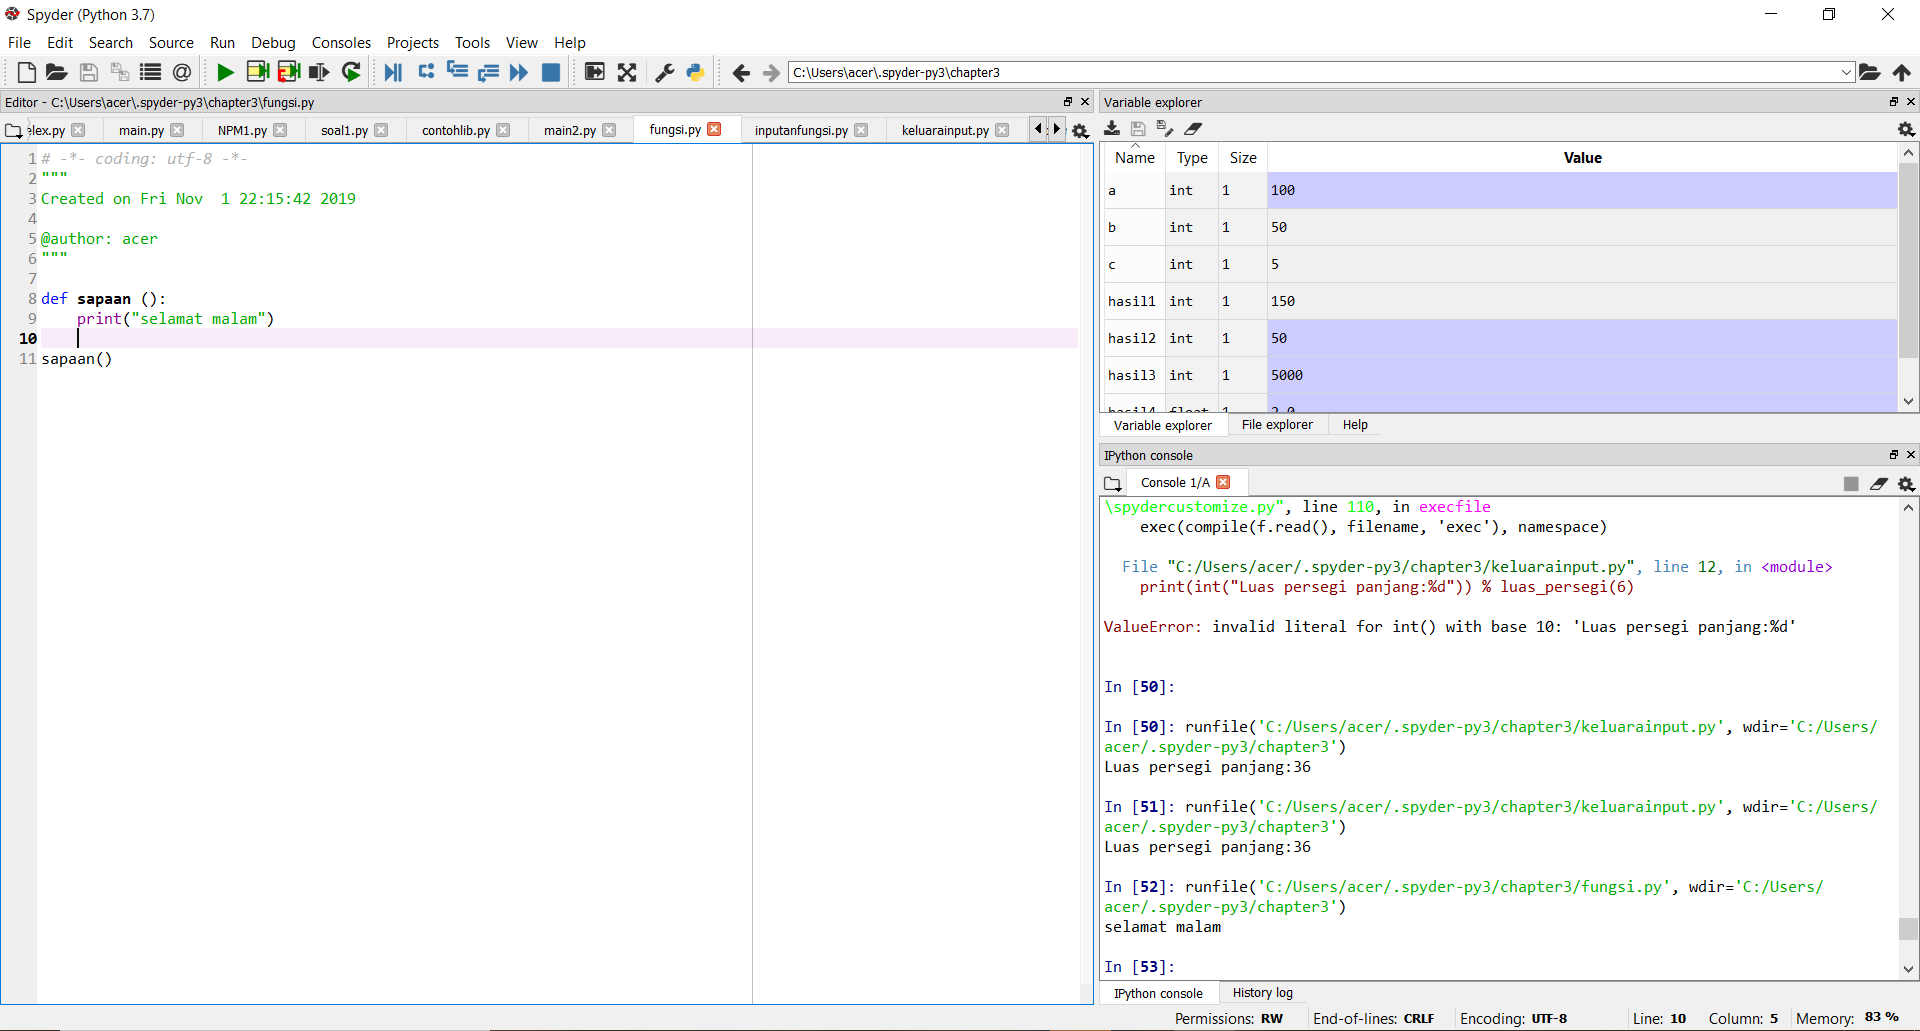 Spyder (Python 3.7)
File Edit Search Source Run Debug Consoles Projects Tools View Help
C:\Users\acer\.spyder-py3\chapter3
Editor - C:\Users\acer\.spyder-py3\chapter3\fungsi.py
elex.py main.py NPM1.py soal1.py contohlib.py main2.py fungsi.py inputanfungsi.py keluarainput.py
1 # -*- coding: utf-8 -*-
2 """
3 Created on Fri Nov  1 22:15:42 2019
4
5 @author: acer
6 """
7
8 def sapaan ():
9     print("selamat malam")
10
11 sapaan()
Variable explorer
Name Type Size Value
a int 1 100
b int 1 50
c int 1 5
hasil1 int 1 150
hasil2 int 1 50
hasil3 int 1 5000
hasil4 float 1 2.0
Variable explorer File explorer Help
IPython console
Console 1/A
\spydercustomize.py", line 110, in execfile
    exec(compile(f.read(), filename, 'exec'), namespace)
  File "C:/Users/acer/.spyder-py3/chapter3/keluarainput.py", line 12, in <module>
    print(int("Luas persegi panjang:%d")) % luas_persegi(6)
ValueError: invalid literal for int() with base 10: 'Luas persegi panjang:%d'
In [50]:
In [50]: runfile('C:/Users/acer/.spyder-py3/chapter3/keluarainput.py', wdir='C:/Users/
acer/.spyder-py3/chapter3')
Luas persegi panjang:36
In [51]: runfile('C:/Users/acer/.spyder-py3/chapter3/keluarainput.py', wdir='C:/Users/
acer/.spyder-py3/chapter3')
Luas persegi panjang:36
In [52]: runfile('C:/Users/acer/.spyder-py3/chapter3/fungsi.py', wdir='C:/Users/
acer/.spyder-py3/chapter3')
selamat malam
In [53]:
IPython console History log
Permissions: RW End-of-lines: CRLF Encoding: UTF-8 Line: 10 Column: 5 Memory: 83 %